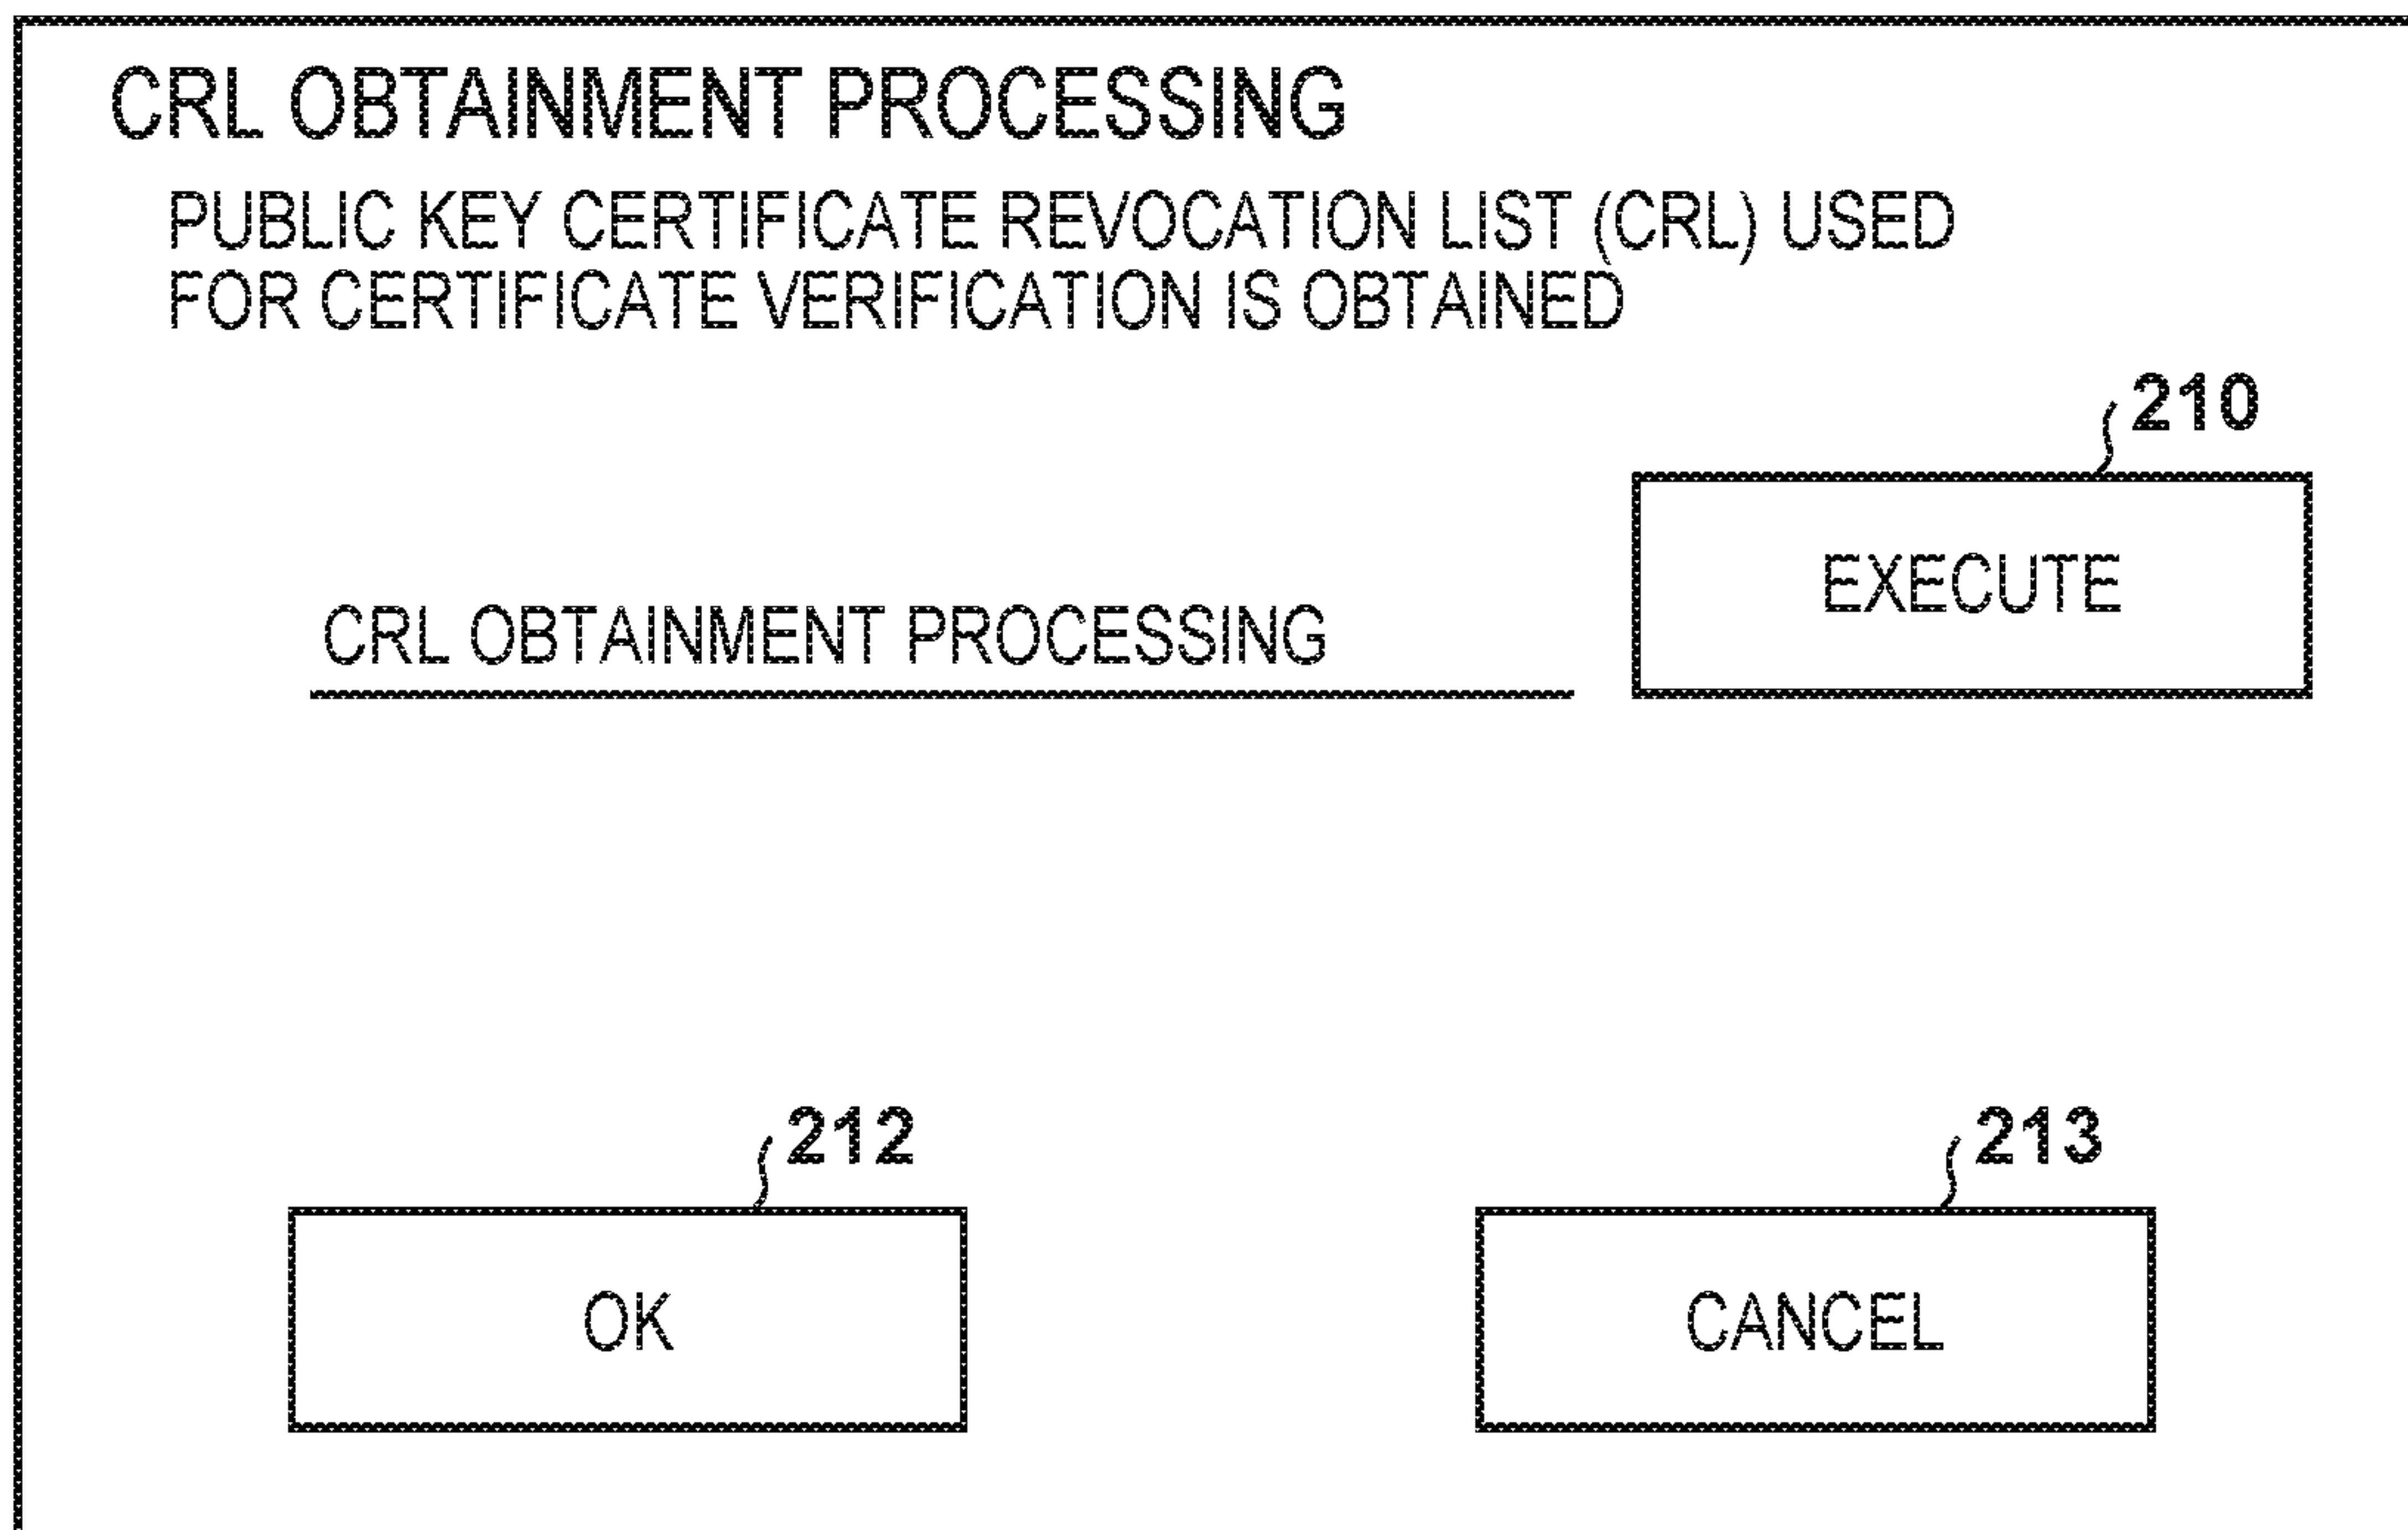 CRL OBTAINMENT PROCESSING
PUBLIC KEY CERTIFICATE REVOCATION LIST (CRL) USED
FOR CERTIFICATE VERIFICATION IS OBTAINED
210
EXECUTE
CRL OBTAINMENT PROCESSING
212
213
OK
CANCEL